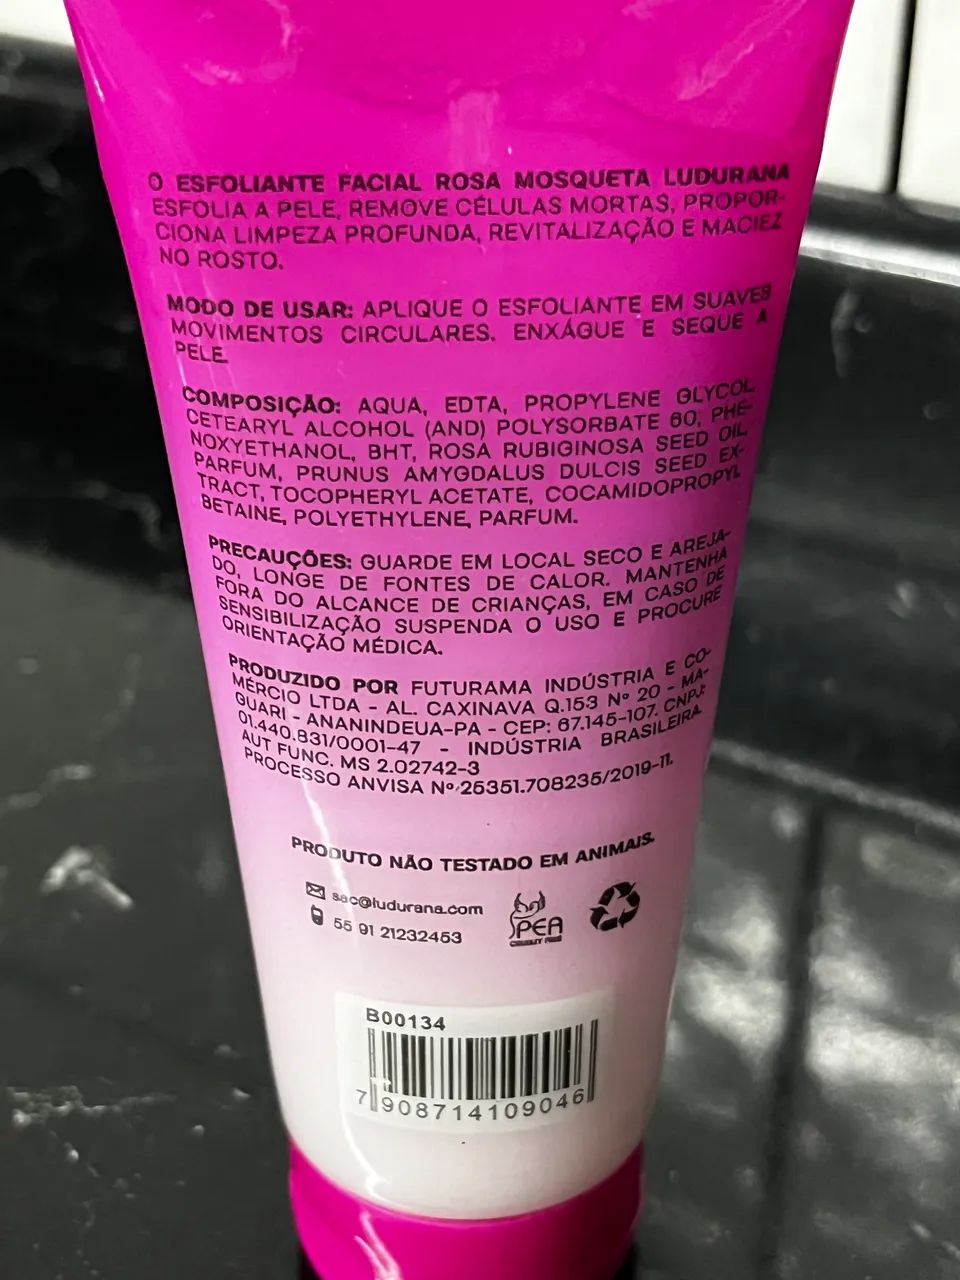 O ESFOLIANTE FACIAL ROSA MOSQUETA LUDURANA
ESFOLIA A PELE, REMOVE CÉLULAS MORTAS, PROPOR-
CIONA LIMPEZA PROFUNDA, REVITALIZAÇÃO E MACIEZ
NO ROSTO.
MODO DE USAR: APLIQUE O ESFOLIANTE EM SUAVES
MOVIMENTOS CIRCULARES. ENXÁGUE E SEQUE A
PELE.
COMPOSIÇÃO: AQUA, EDTA, PROPYLENE GLYCOL
CETEARYL ALCOHOL (AND) POLYSORBATE 60, PHE-
NOXYETHANOL, BHT, ROSA RUBIGINOSA SEED OIL,
PARFUM, PRUNUS AMYGDALUS DULCIS SEED EX-
TRACT, TOCOPHERYL ACETATE, COCAMIDOPROPYL
BETAINE, POLYETHYLENE, PARFUM.
PRECAUÇÕES: GUARDE EM LOCAL SECO E AREJA-
DO, LONGE DE FONTES DE CALOR. MANTENHA
FORA DO ALCANCE DE CRIANÇAS, EM CASO DE
SENSIBILIZAÇÃO SUSPENDA O USO E PROCURE
ORIENTAÇÃO MÉDICA.
PRODUZIDO POR FUTURAMA INDÚSTRIA E CO-
MÉRCIO LTDA - AL. CAXINAVA Q.153 Nº 20 - MA-
GUARI - ANANINDEUA-PA - CEP: 67.145-107. CNPJ:
01.440.831/0001-47 - INDÚSTRIA BRASILEIRA.
AUT FUNC. MS 2.02742-3
PROCESSO ANVISA Nº 25351.708235/2019-11.
PRODUTO NÃO TESTADO EM ANIMAIS.
sac@ludurana.com
55 91 21232453
PEA
CRUELTY FREE
B00134
7 908714 109046